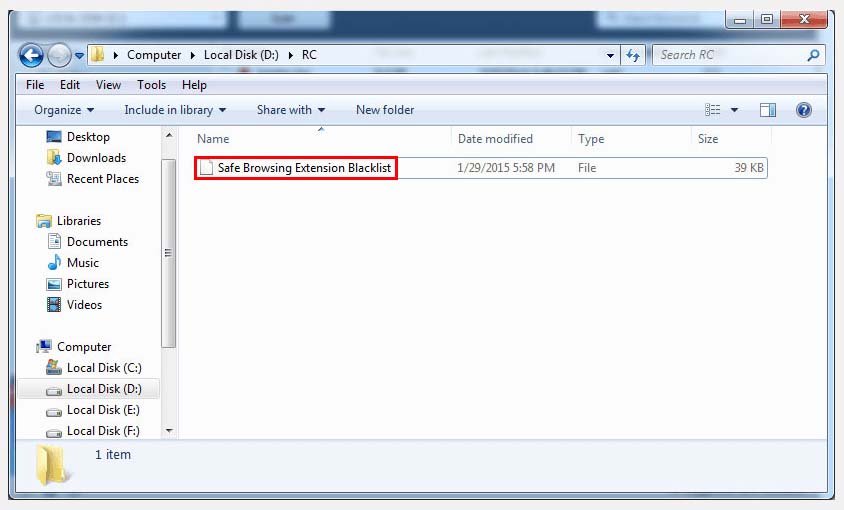 Computer Local Disk (D:) RC
Search RC
File Edit View Tools Help
Organize Include in library Share with New folder
Name Date modified Type Size
Safe Browsing Extension Blacklist 1/29/2015 5:58 PM File 39 KB
Desktop
Downloads
Recent Places
Libraries
Documents
Music
Pictures
Videos
Computer
Local Disk (C:)
Local Disk (D:)
Local Disk (E:)
Local Disk (F:)
1 item